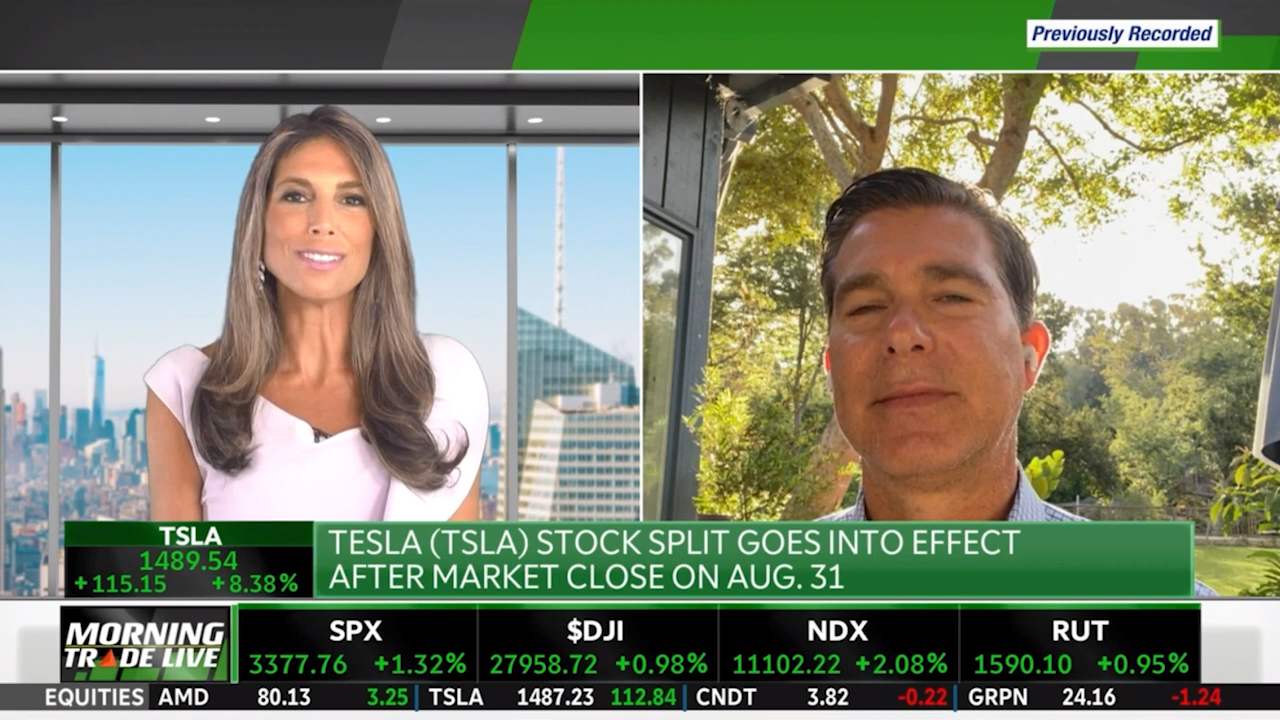 Previously Recorded
TSLA
1489.54
+115.15 +8.38%
TESLA (TSLA) STOCK SPLIT GOES INTO EFFECT
AFTER MARKET CLOSE ON AUG. 31
MORNING
TRADE LIVE
SPX
3377.76 +1.32%
$DJI
27958.72 +0.98%
NDX
11102.22 +2.08%
RUT
1590.10 +0.95%
EQUITIES AMD 80.13 3.25 TSLA 1487.23 112.84 CNDT 3.82 -0.22 GRPN 24.16 -1.24